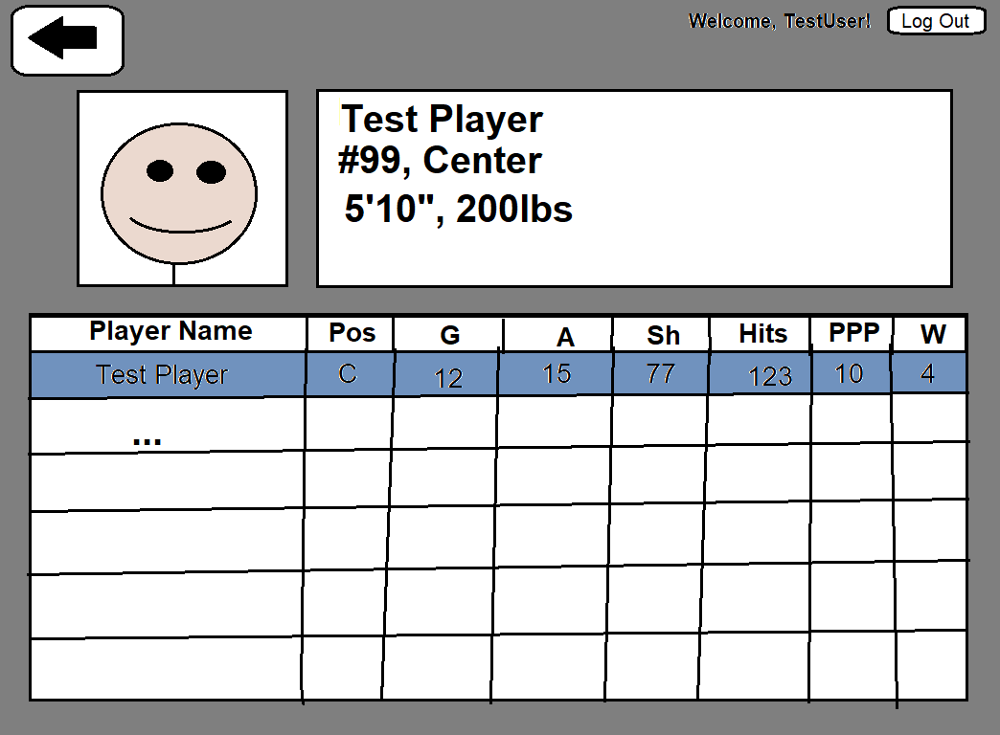 Welcome, TestUser! Log Out
Test Player
#99, Center
5'10", 200lbs
Player Name Pos G A Sh Hits PPP W
Test Player C 12 15 77 123 10 4
...